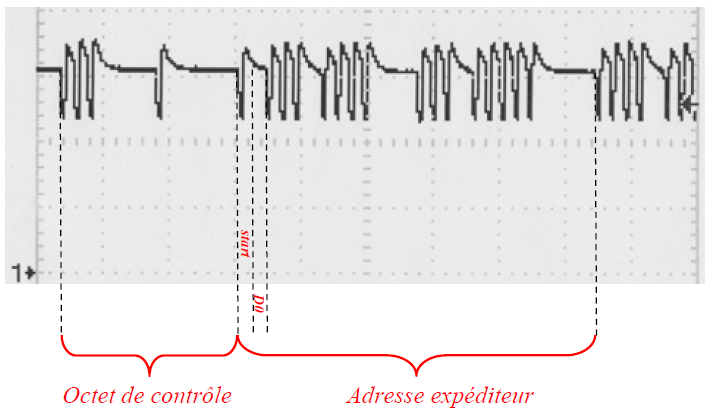 start
D0
1
Octet de contrôle
Adresse expéditeur